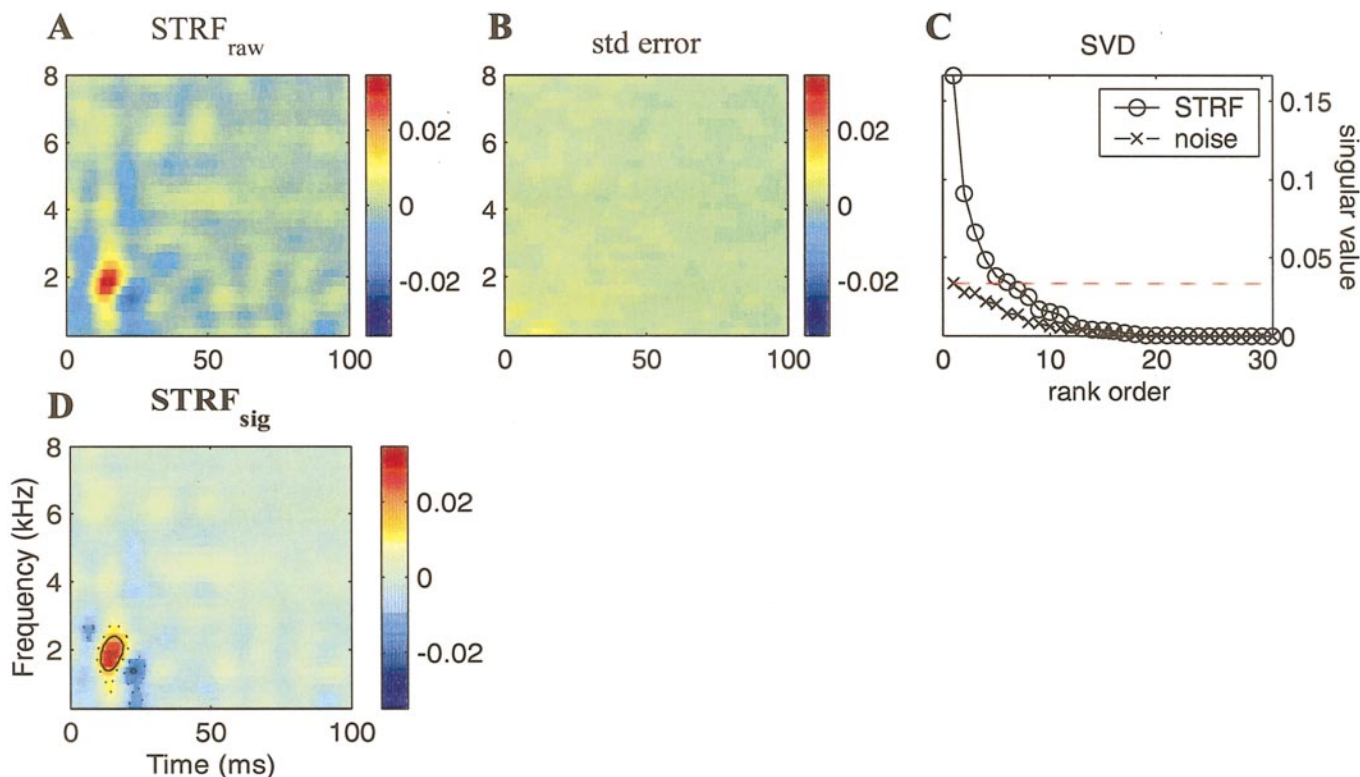 A STRF raw
8
6
4
2
0 50 100
0.02
0
-0.02
B std error
8
6
4
2
0 50 100
0.02
0
-0.02
C SVD
STRF
noise
0.15
0.1
0.05
0
singular value
0 10 20 30
rank order
D STRF sig
Frequency (kHz)
8
6
4
2
0 50 100
Time (ms)
0.02
0
-0.02